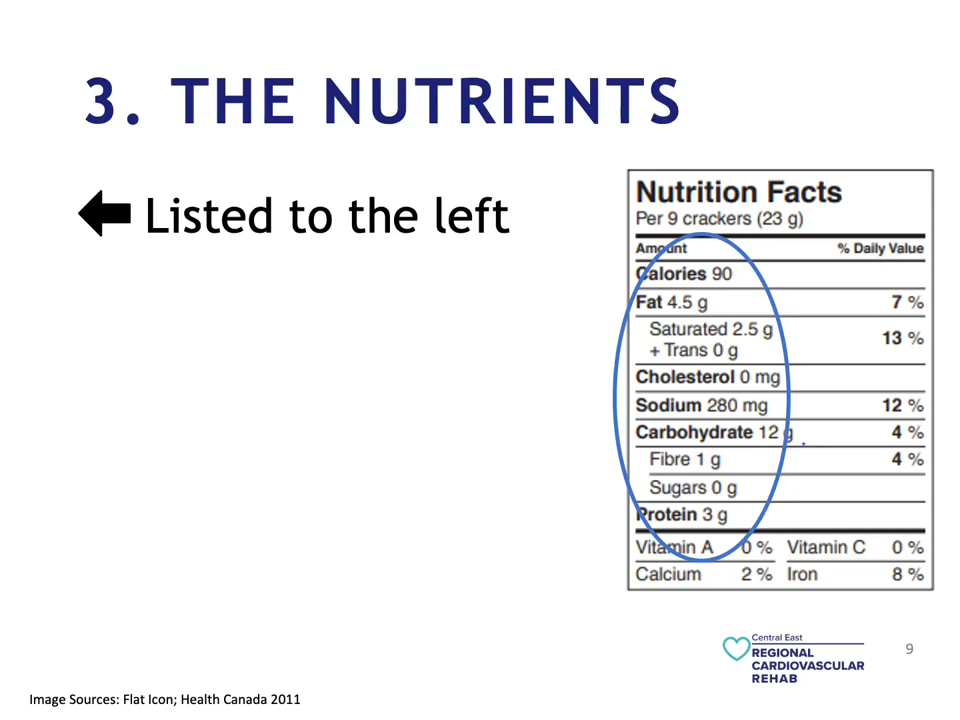 3. THE NUTRIENTS
Listed to the left
Nutrition Facts
Per 9 crackers (23 g)
Amount % Daily Value
Calories 90
Fat 4.5 g 7 %
Saturated 2.5 g
+ Trans 0 g 13 %
Cholesterol 0 mg
Sodium 280 mg 12 %
Carbohydrate 12 g 4 %
Fibre 1 g 4 %
Sugars 0 g
Protein 3 g
Vitamin A 0 % Vitamin C 0 %
Calcium 2 % Iron 8 %
Central East
REGIONAL
CARDIOVASCULAR
REHAB
9
Image Sources: Flat Icon; Health Canada 2011